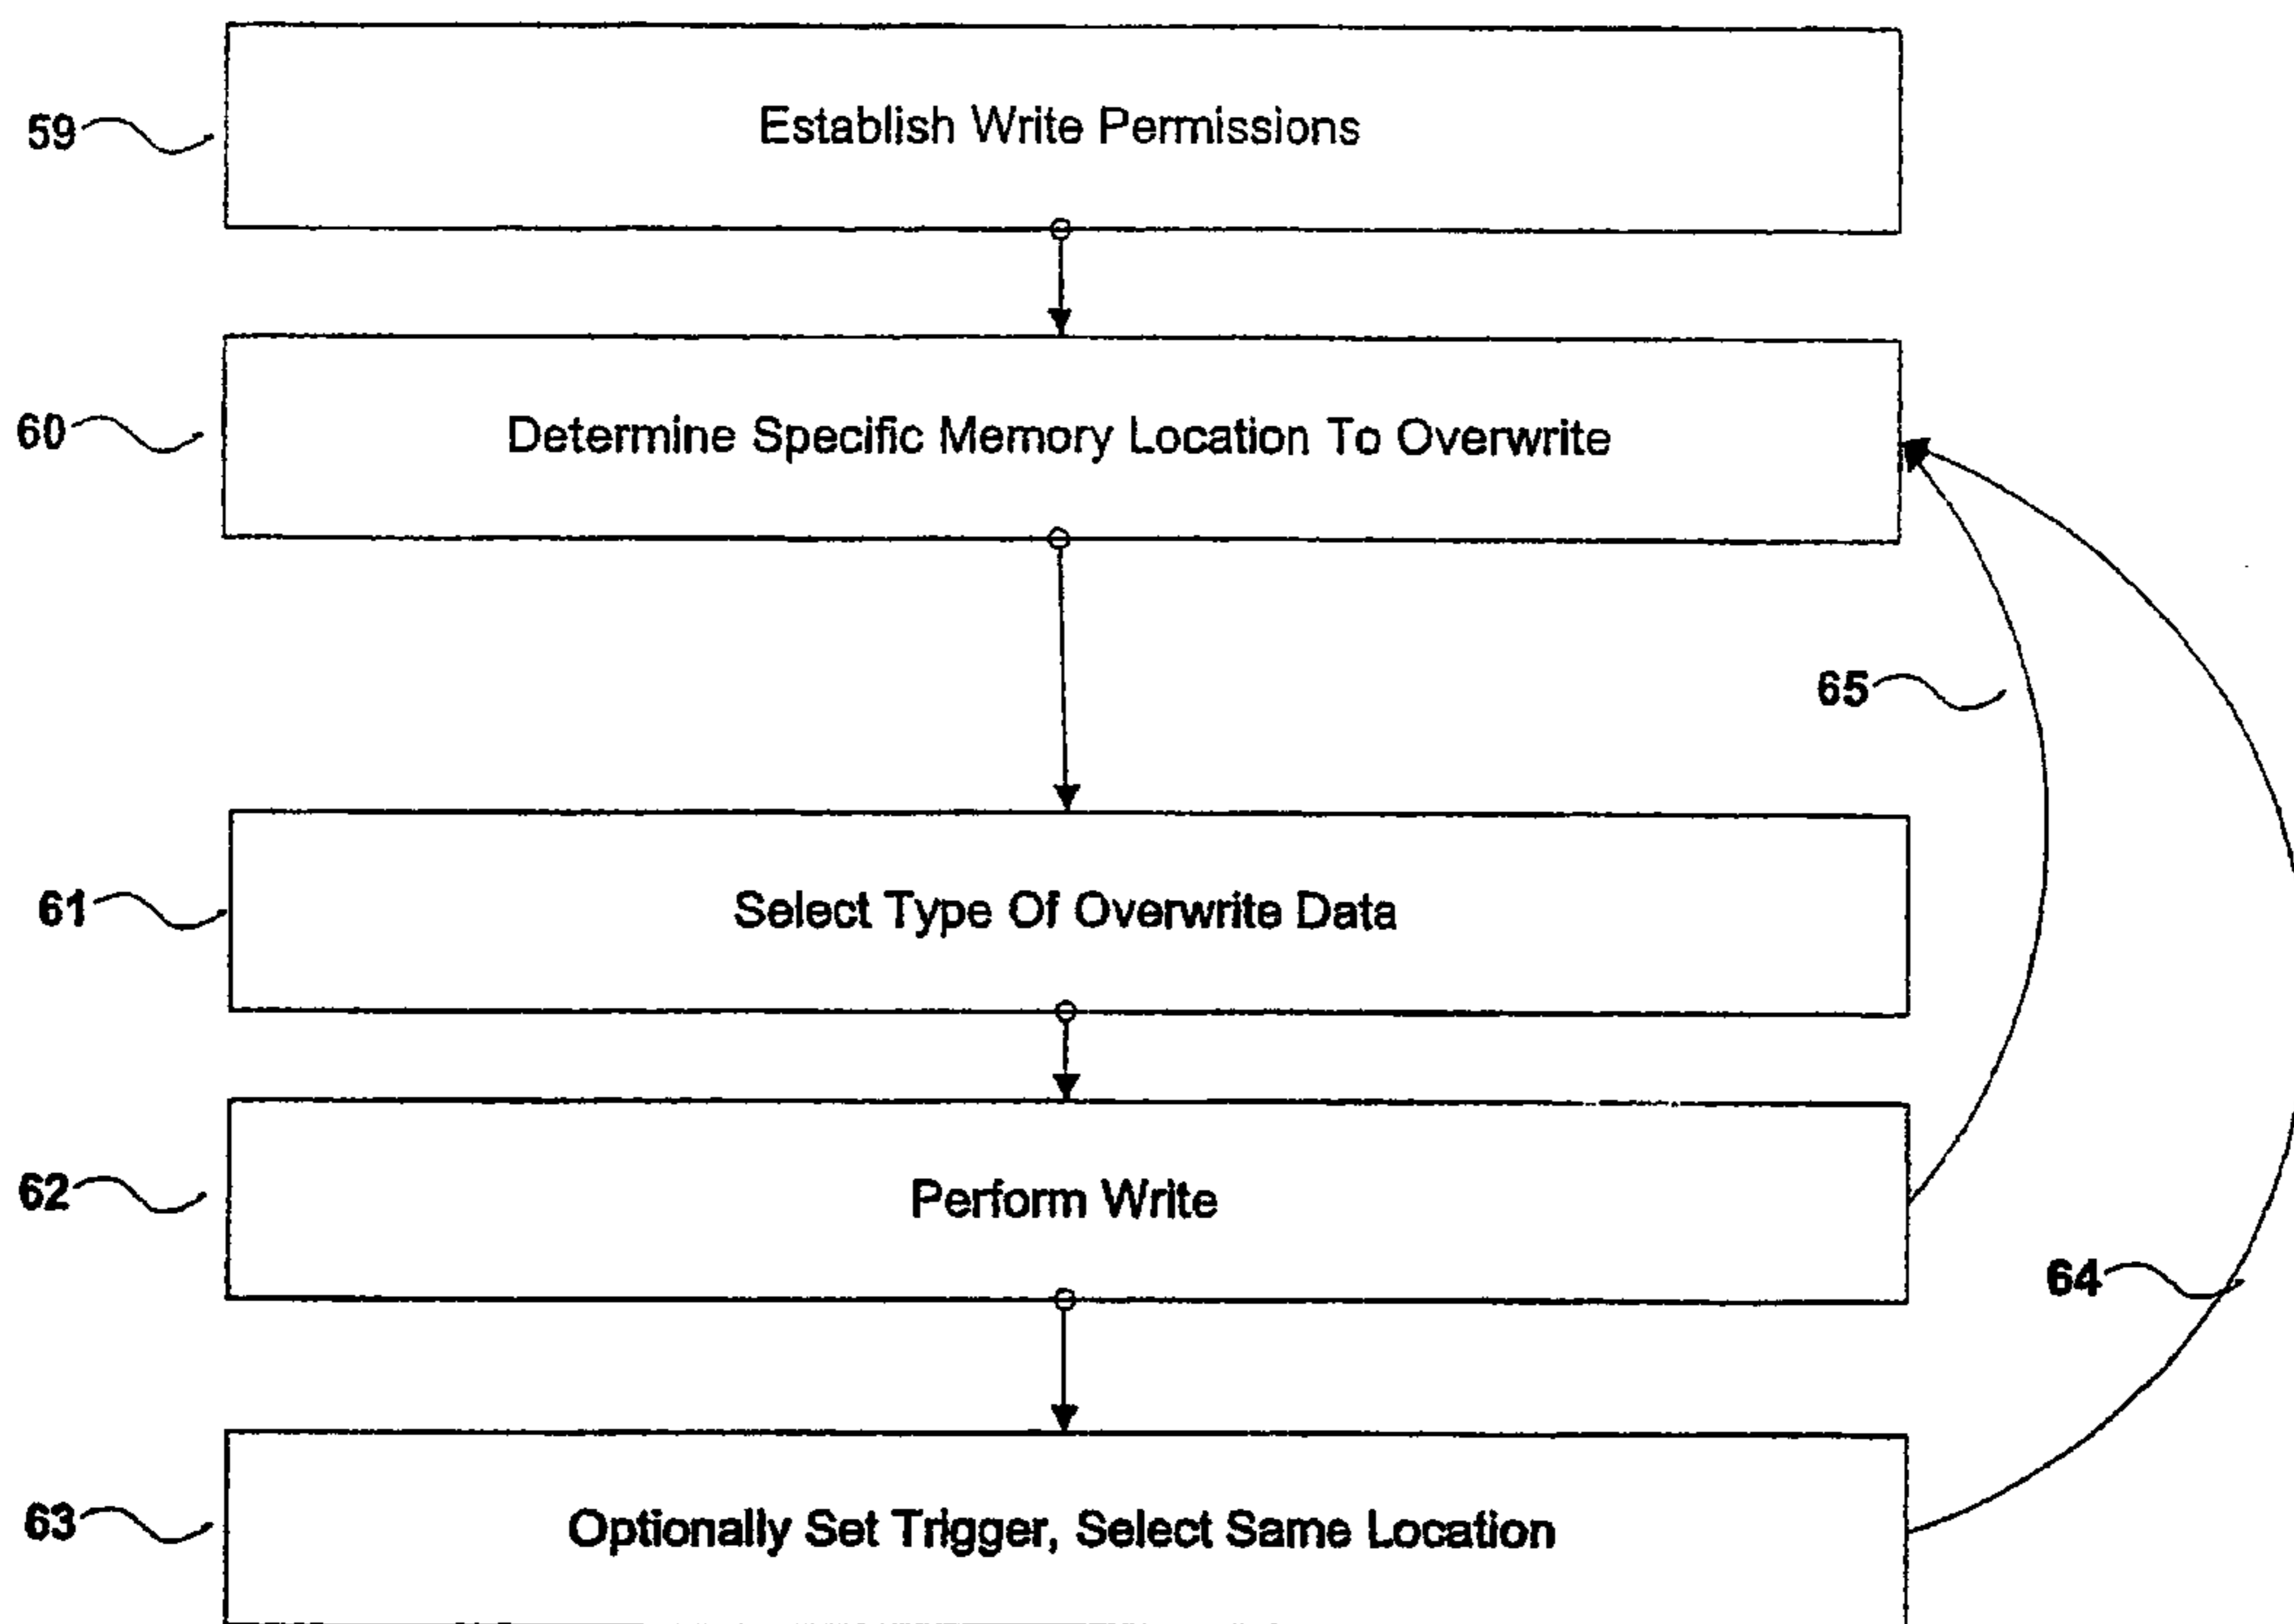 59
Establish Write Permissions
60
Determine Specific Memory Location To Overwrite
65
61
Select Type Of Overwrite Data
62
Perform Write
64
63
Optionally Set Trigger, Select Same Location